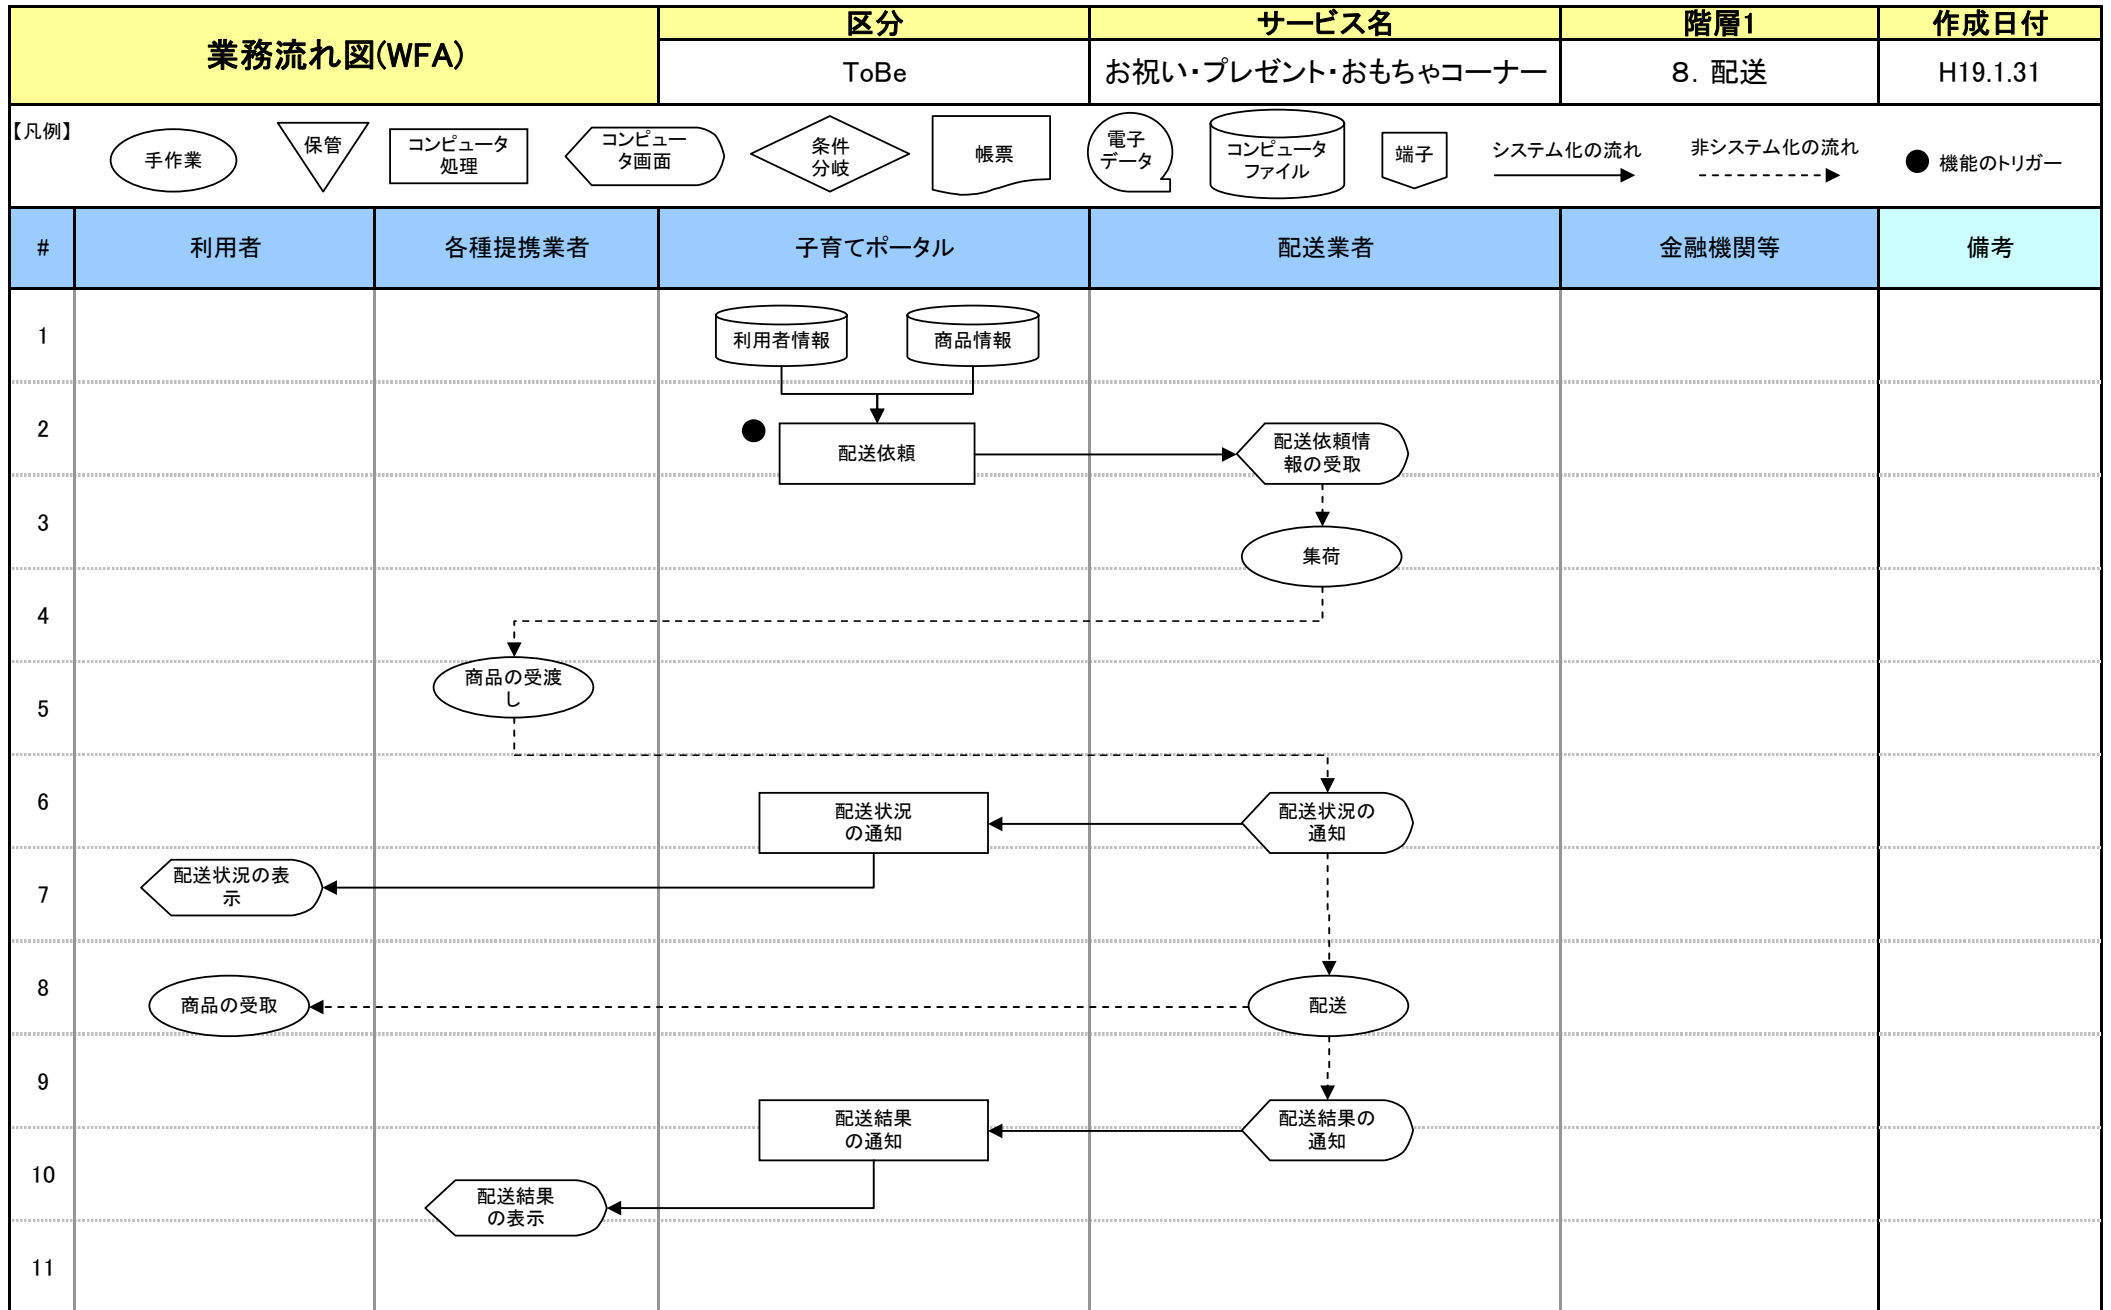 業務流れ図(WFA)
区分
サービス名
階層1
作成日付
ToBe
お祝い・プレゼント・おもちゃコーナー
8. 配送
H19.1.31
【凡例】
手作業
保管
コンピュータ
処理
コンピュー
タ画面
条件
分岐
帳票
電子
データ
コンピュータ
ファイル
端子
システム化の流れ
非システム化の流れ
機能のトリガー
#
利用者
各種提携業者
子育てポータル
配送業者
金融機関等
備考
1
利用者情報
商品情報
2
配送依頼
配送依頼情
報の受取
3
集荷
4
商品の受渡
し
5
6
配送状況
の通知
配送状況の
通知
7
配送状況の表
示
8
商品の受取
配送
9
配送結果
の通知
配送結果の
通知
10
配送結果
の表示
11